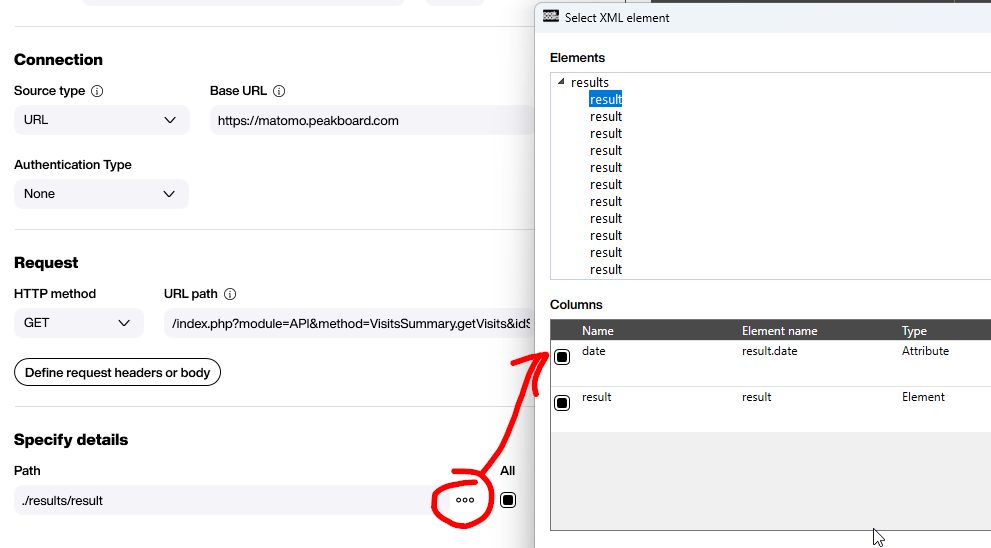 Connection
Source type
Base URL
URL
https://matomo.peakboard.com
Authentication Type
None
Request
HTTP method
URL path
GET
/index.php?module=API&method=VisitsSummary.getVisits&idS
Define request headers or body
Specify details
Path
All
./results/result
peak
board
Select XML element
Elements
results
result
result
result
result
result
result
result
result
result
result
result
Columns
Name
Element name
Type
date
result.date
Attribute
result
result
Element